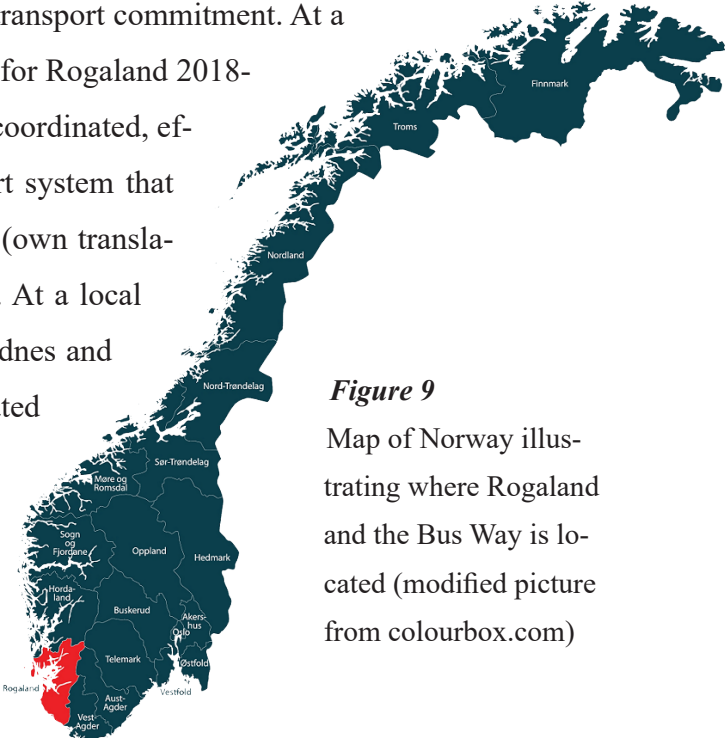 ransport commitment. At a
for Rogaland 2018-
coordinated, ef-
rt system that
(own transla-
. At a local
dnes and
ted
Finnmark
Troms
Nordland
Nord-Trøndelag
Sør-Trøndelag
Møre og
Romsdal
Sogn
og
Fjordane
Oppland
Hedmark
Horda-
land
Buskerud
Akers-
hus
Oslo
Telemark
Østfold
Rogaland
Vestfold
Aust-
Agder
Vest-
Agder
Figure 9
Map of Norway illus-
trating where Rogaland
and the Bus Way is lo-
cated (modified picture
from colourbox.com)